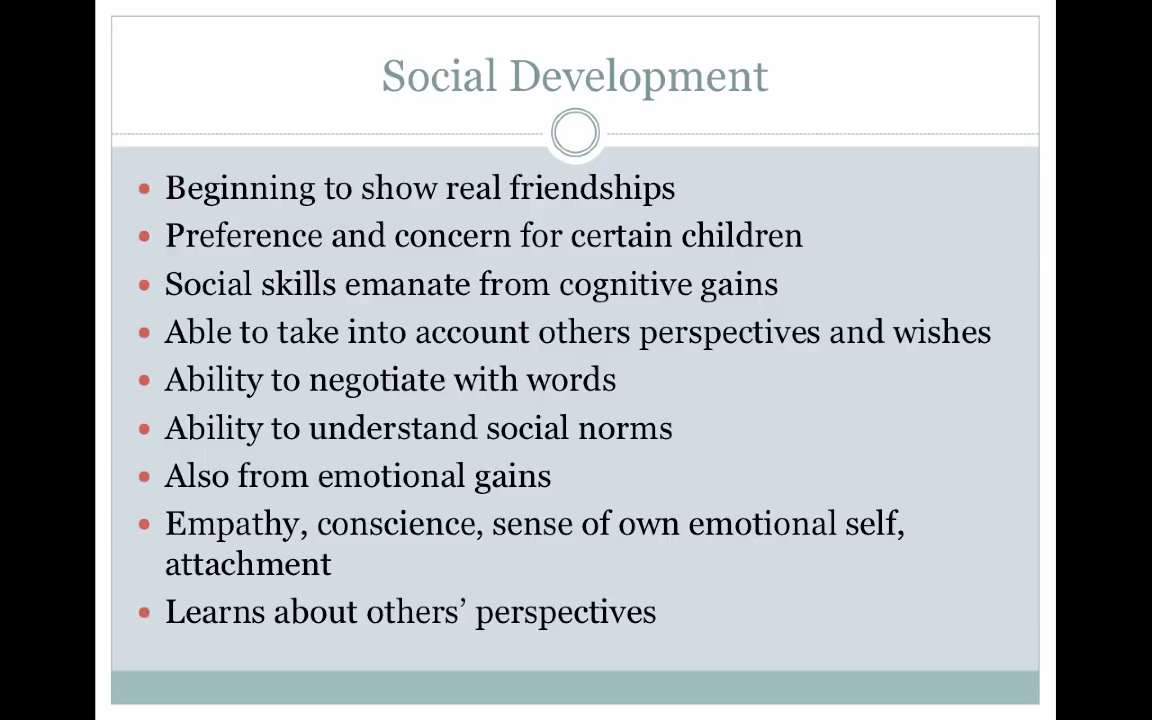 Social Development
• Beginning to show real friendships
• Preference and concern for certain children
• Social skills emanate from cognitive gains
• Able to take into account others perspectives and wishes
• Ability to negotiate with words
• Ability to understand social norms
• Also from emotional gains
• Empathy, conscience, sense of own emotional self,
attachment
• Learns about others’ perspectives